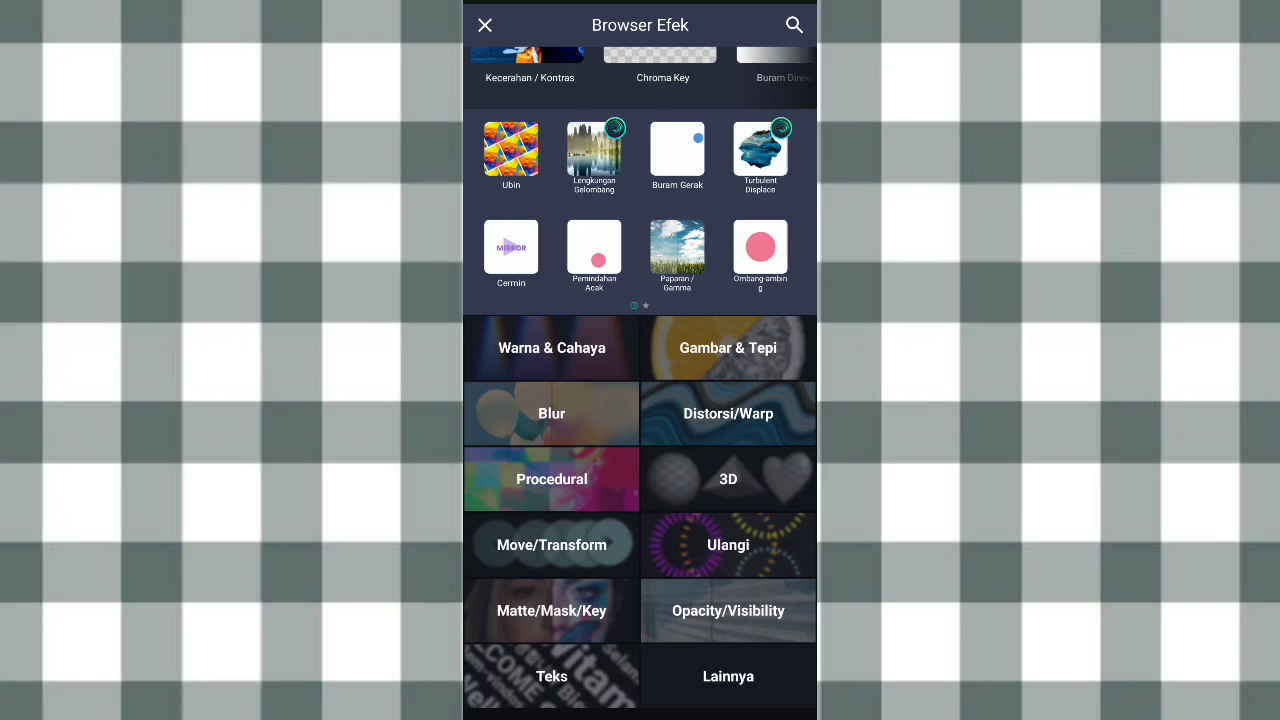 Browser Efek
Kecerahan / Kontras
Chroma Key
Buram Direk
Ubin
Lengkungan
Gelombang
Buram Gerak
Turbulent
Displace
MIRROR
Cermin
Pemindahan
Acak
Paparan /
Gamma
Ombang-ambin
g
Warna & Cahaya
Gambar & Tepi
Blur
Distorsi/Warp
Procedural
3D
Move/Transform
Ulangi
Matte/Mask/Key
Opacity/Visibility
Teks
Lainnya